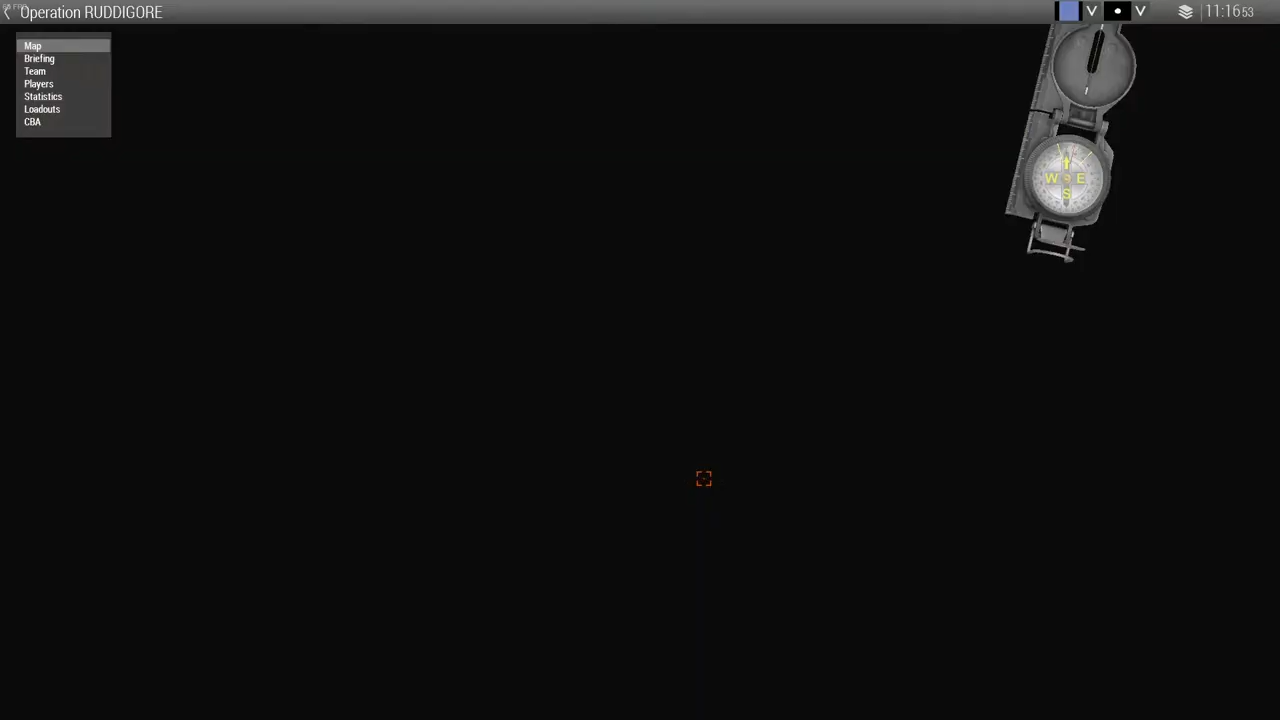 Operation RUDDIGORE
11:16 53
Map
Briefing
Team
Players
Statistics
Loadouts
CBA
W E
S